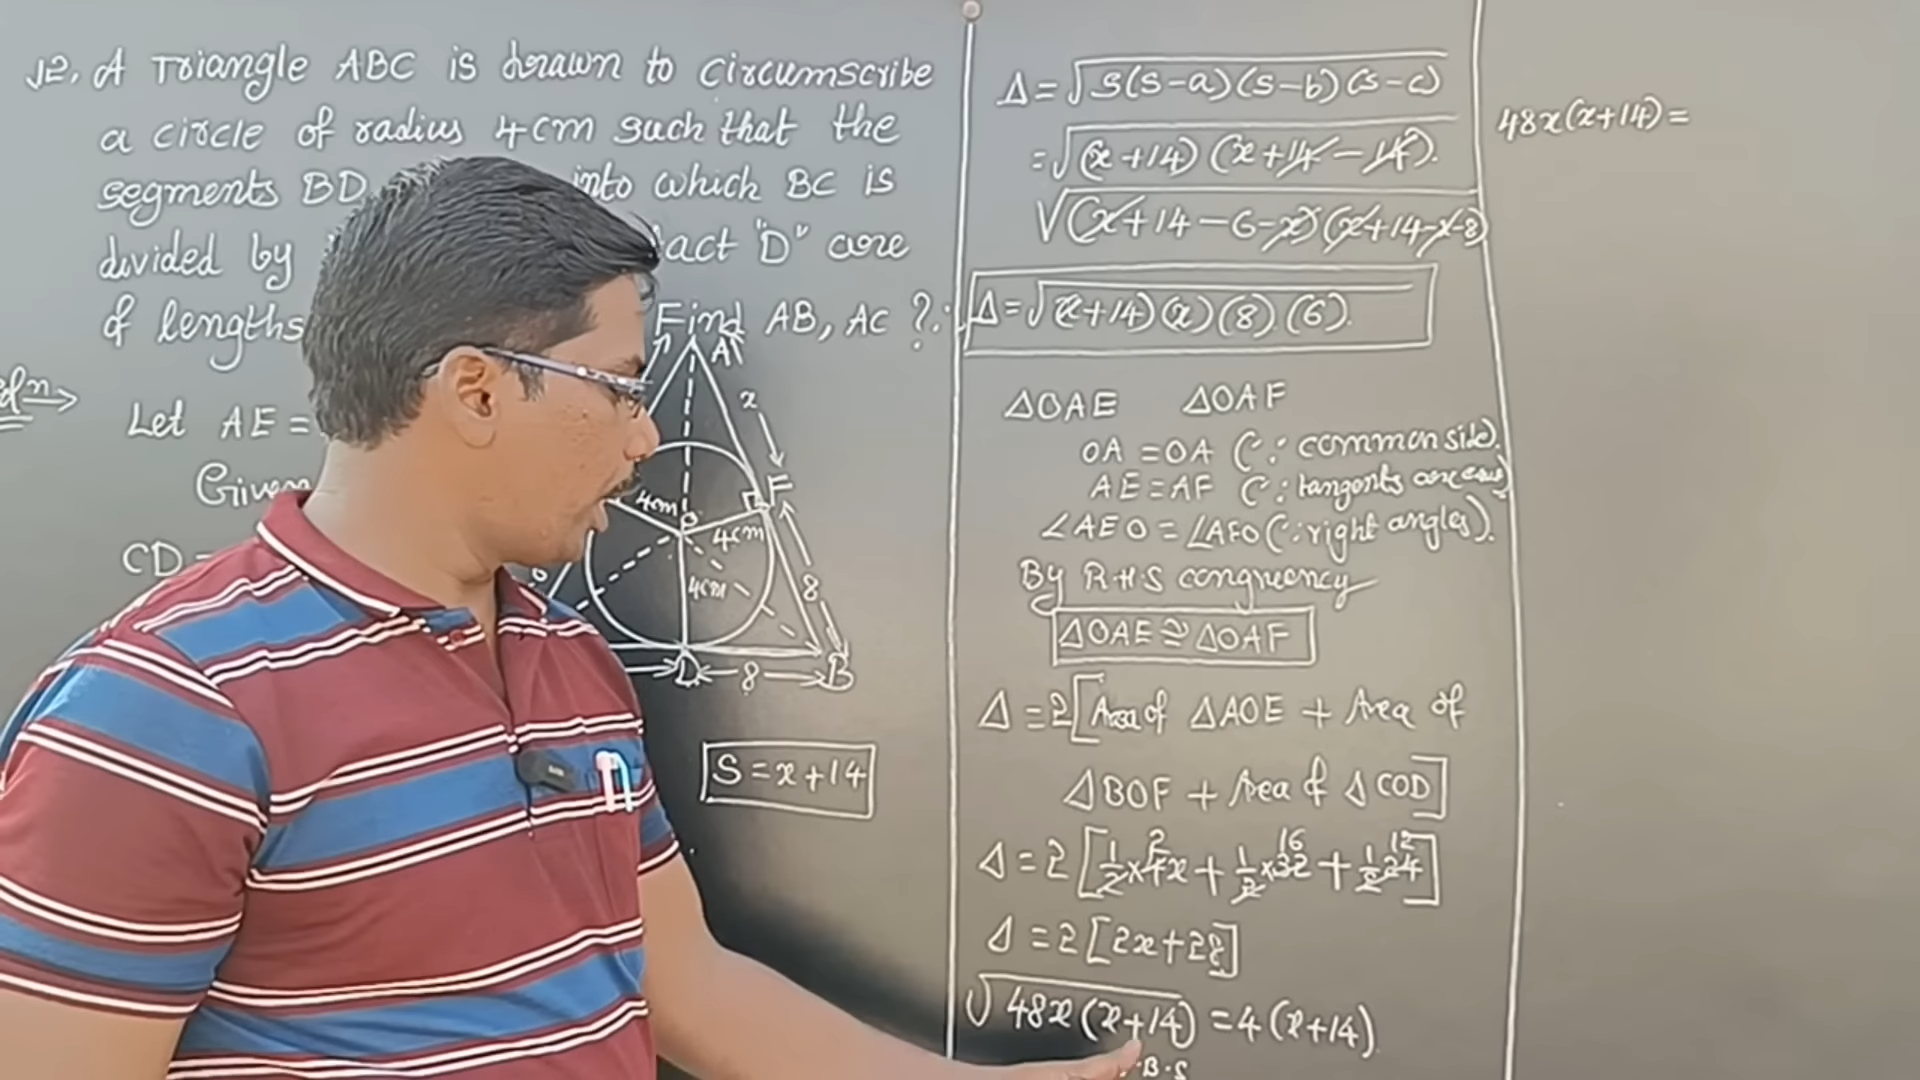 12. A Triangle ABC is drawn to circumscribe
a circle of radius 4cm such that the
segments BD into which BC is
divided by "D" are
of lengths Find AB, AC ?.
Let AE =
Given
CD =
A
x
F
4cm
O
4cm
4cm
8
D
8
B
S = x+14
Δ = √S(S-a)(S-b)(S-c)
= √(x+14)(x+14-14).
√(x+14-6-x)(x+14-x-8)
Δ = √(x+14)(x)(8).(6).
ΔOAE ΔOAF
OA = OA (∵ common side).
AE = AF (∵ tangents are
∠AEO = ∠AFO (∵ right angles).
By RHS congruency
ΔOAE ≅ ΔOAF
Δ = 2[Area of ΔAOE + Area of
ΔBOF + Area of ΔCOD]
Δ = 2[1/2×4x 2 + 1/2×32 16 + 1/2 24 12]
Δ = 2[2x+28]
√48x(x+14) = 4(x+14).
B.S
48x(x+14) =